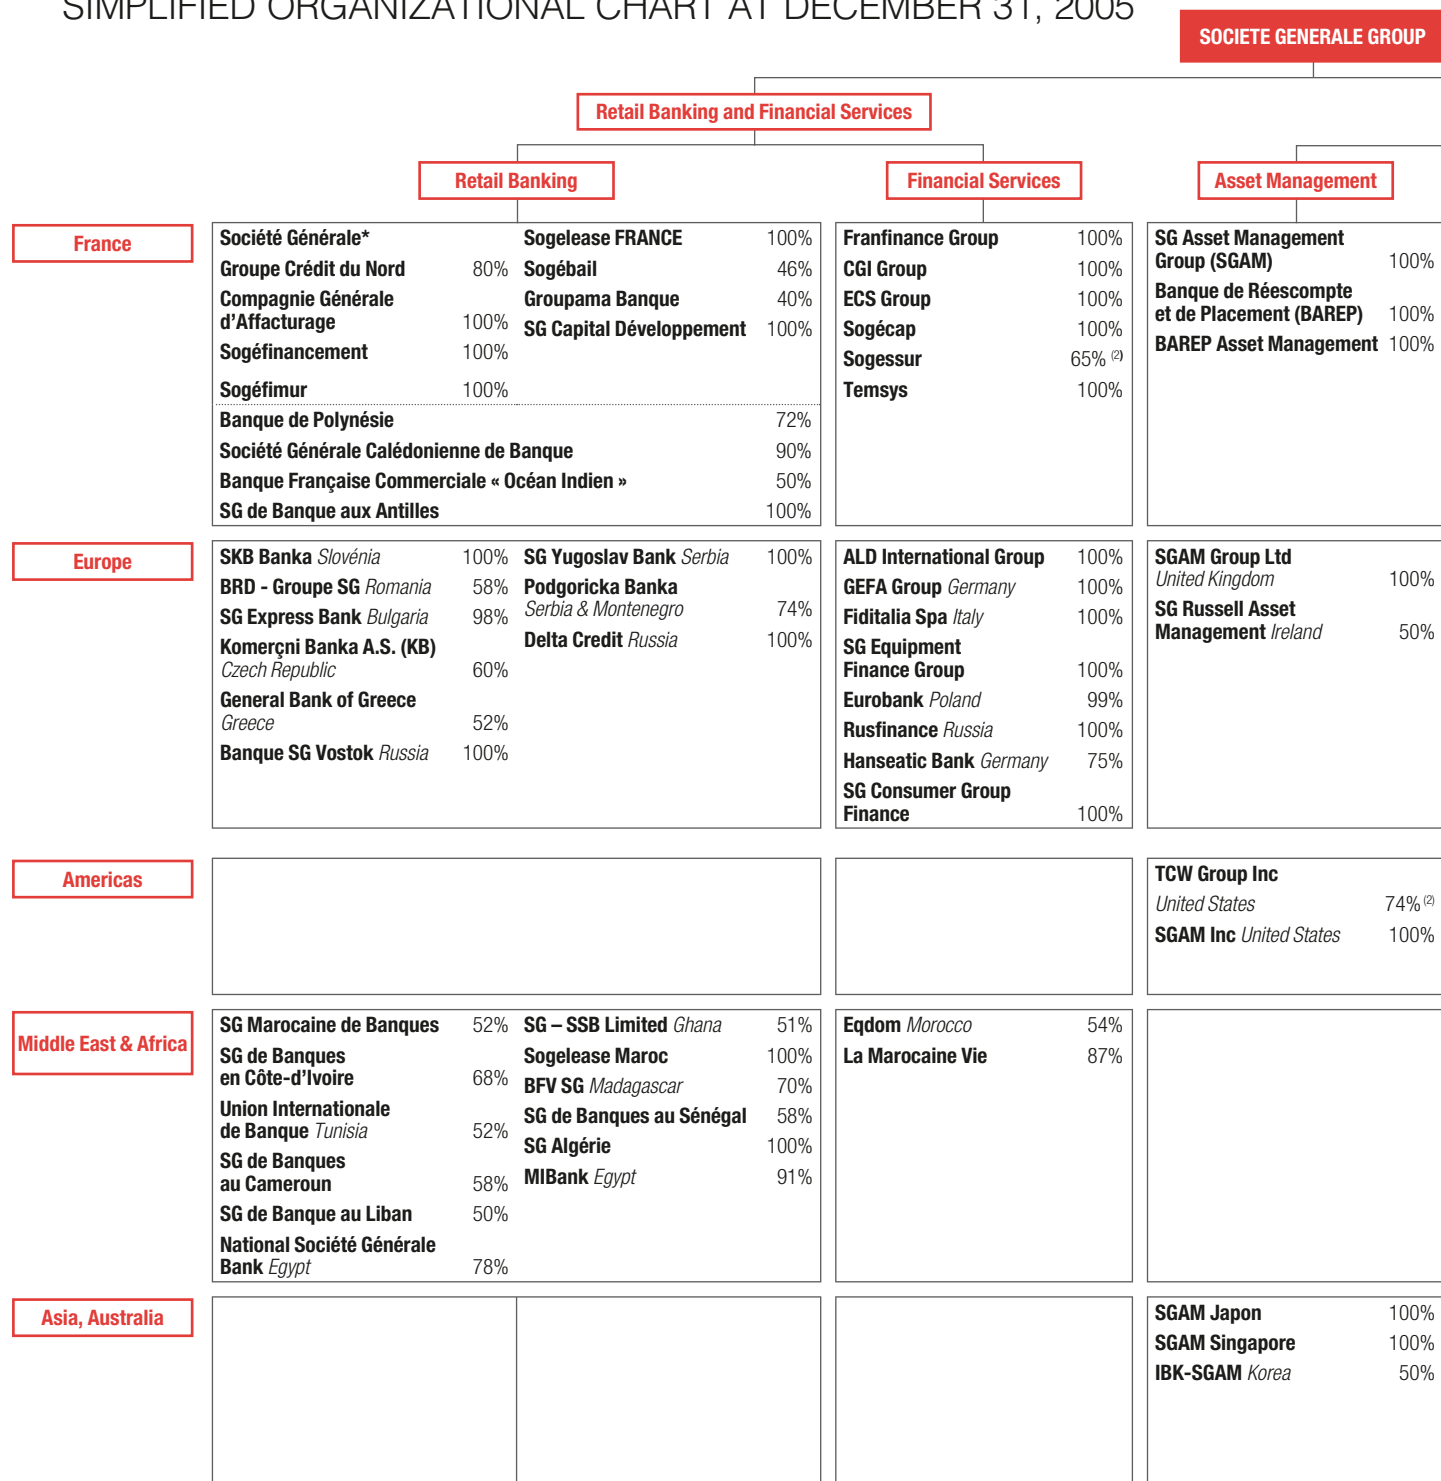 SIMPLIFIED ORGANIZATIONAL CHART AT DECEMBER 31, 2005
SOCIETE GENERALE GROUP
Retail Banking and Financial Services
Retail Banking
Financial Services
Asset Management
France
Société Générale*
Groupe Crédit du Nord 80%
Compagnie Générale
d'Affacturage 100%
Sogéfinancement 100%
Sogéfimur 100%
Sogelease FRANCE 100%
Sogébail 46%
Groupama Banque 40%
SG Capital Développement 100%
Banque de Polynésie 72%
Société Générale Calédonienne de Banque 90%
Banque Française Commerciale « Océan Indien » 50%
SG de Banque aux Antilles 100%
Franfinance Group 100%
CGI Group 100%
ECS Group 100%
Sogécap 100%
Sogessur 65% (2)
Temsys 100%
SG Asset Management
Group (SGAM) 100%
Banque de Réescompte
et de Placement (BAREP) 100%
BAREP Asset Management 100%
Europe
SKB Banka Slovénia 100%
BRD - Groupe SG Romania 58%
SG Express Bank Bulgaria 98%
Komerçni Banka A.S. (KB)
Czech Republic 60%
General Bank of Greece
Greece 52%
Banque SG Vostok Russia 100%
SG Yugoslav Bank Serbia 100%
Podgoricka Banka
Serbia & Montenegro 74%
Delta Credit Russia 100%
ALD International Group 100%
GEFA Group Germany 100%
Fiditalia Spa Italy 100%
SG Equipment
Finance Group 100%
Eurobank Poland 99%
Rusfinance Russia 100%
Hanseatic Bank Germany 75%
SG Consumer Group
Finance 100%
SGAM Group Ltd
United Kingdom 100%
SG Russell Asset
Management Ireland 50%
Americas
TCW Group Inc
United States 74% (2)
SGAM Inc United States 100%
Middle East & Africa
SG Marocaine de Banques 52%
SG de Banques
en Côte-d'Ivoire 68%
Union Internationale
de Banque Tunisia 52%
SG de Banques
au Cameroun 58%
SG de Banque au Liban 50%
National Société Générale
Bank Egypt 78%
SG – SSB Limited Ghana 51%
Sogelease Maroc 100%
BFV SG Madagascar 70%
SG de Banques au Sénégal 58%
SG Algérie 100%
MIBank Egypt 91%
Eqdom Morocco 54%
La Marocaine Vie 87%
Asia, Australia
SGAM Japon 100%
SGAM Singapore 100%
IBK-SGAM Korea 50%